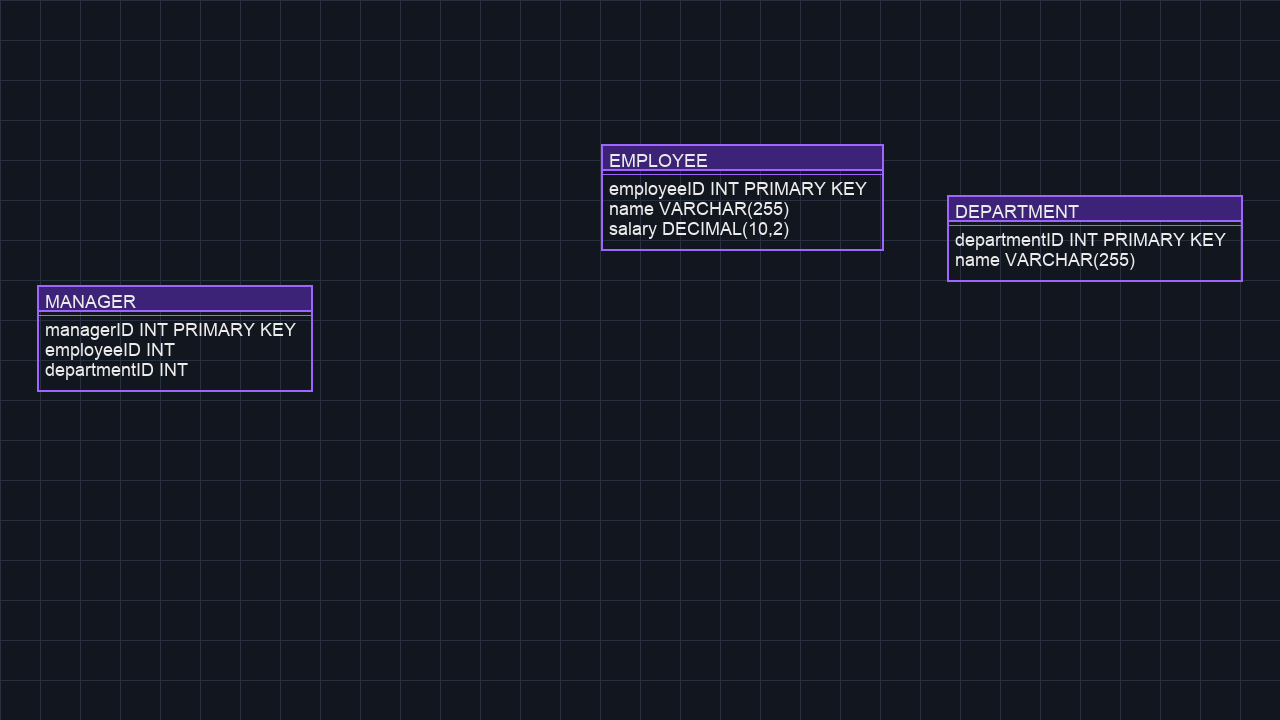 EMPLOYEE
employeeID INT PRIMARY KEY
name VARCHAR(255)
salary DECIMAL(10,2)
DEPARTMENT
departmentID INT PRIMARY KEY
name VARCHAR(255)
MANAGER
managerID INT PRIMARY KEY
employeeID INT
departmentID INT